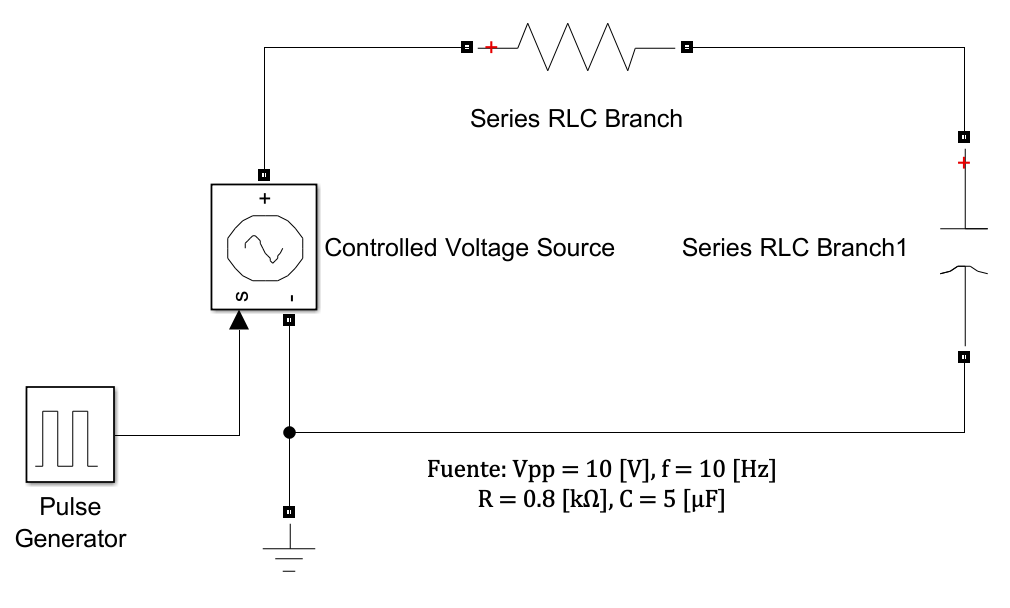 Series RLC Branch
+
Controlled Voltage Source
Series RLC Branch1
s
-
Pulse
Generator
Fuente: Vpp = 10 [V], f = 10 [Hz]
R = 0.8 [kΩ], C = 5 [µF]